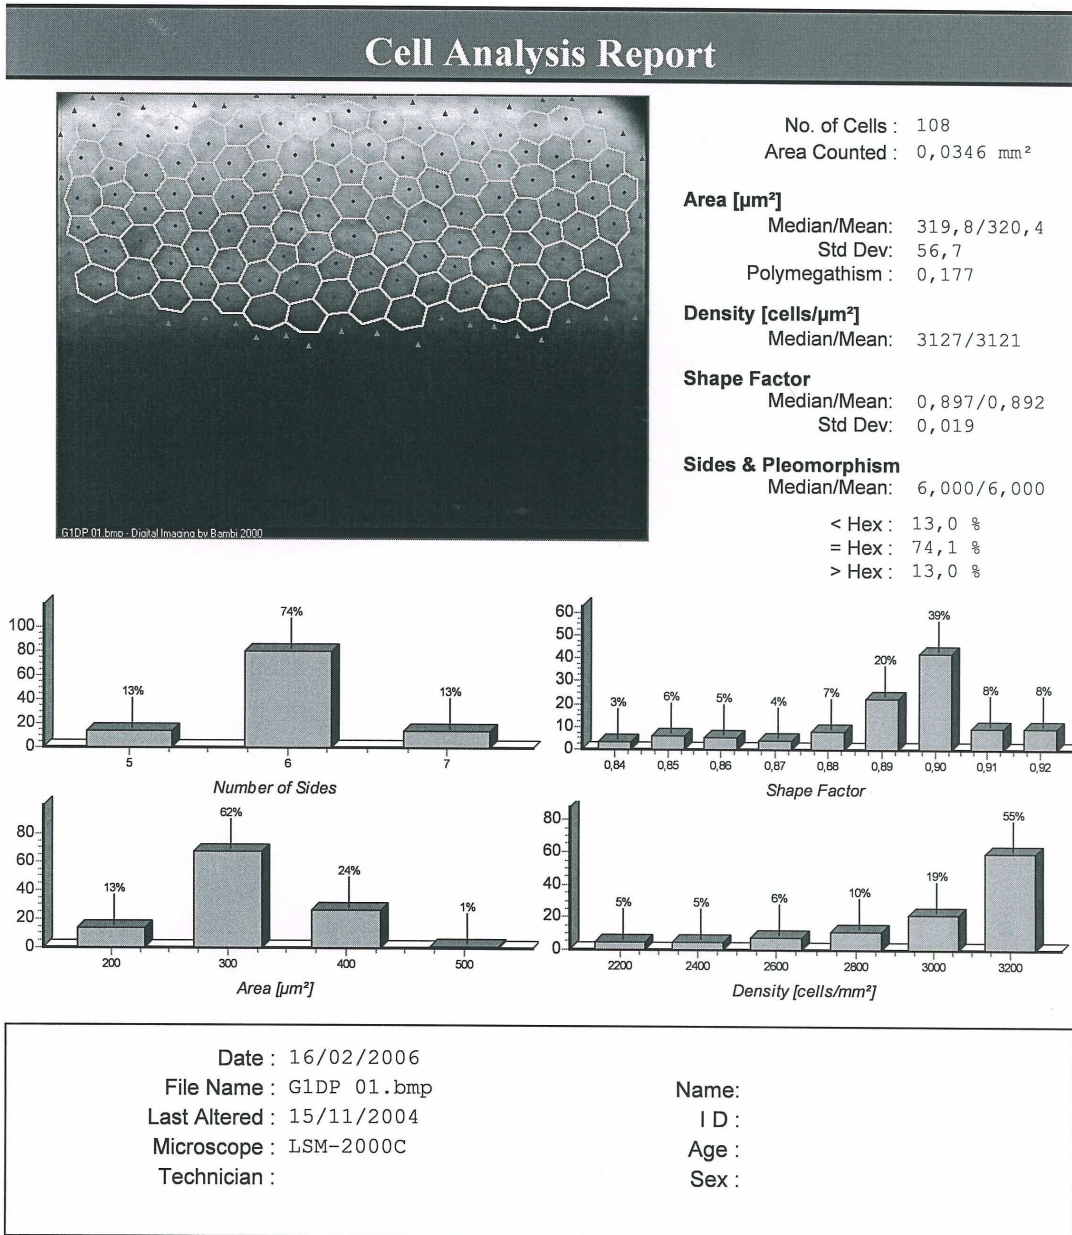 Cell Analysis Report
No. of Cells : 108
Area Counted : 0,0346 mm²
Area [µm²]
Median/Mean: 319,8/320,4
Std Dev: 56,7
Polymegathism : 0,177
Density [cells/µm²]
Median/Mean: 3127/3121
Shape Factor
Median/Mean: 0,897/0,892
Std Dev: 0,019
Sides & Pleomorphism
Median/Mean: 6,000/6,000
< Hex : 13,0 %
= Hex : 74,1 %
> Hex : 13,0 %
G1DP 01.bmp - Digital Imaging by Bambi 2000
100
80
60
40
20
0
13%
74%
13%
5 6 7
Number of Sides
60
50
40
30
20
10
0
3% 6% 5% 4% 7% 20% 39% 8% 8%
0,84 0,85 0,86 0,87 0,88 0,89 0,90 0,91 0,92
Shape Factor
80
60
40
20
0
13% 62% 24% 1%
200 300 400 500
Area [µm²]
80
60
40
20
0
5% 5% 6% 10% 19% 55%
2200 2400 2600 2800 3000 3200
Density [cells/mm²]
Date : 16/02/2006
File Name : G1DP 01.bmp
Last Altered : 15/11/2004
Microscope : LSM-2000C
Technician :
Name:
I D :
Age :
Sex :